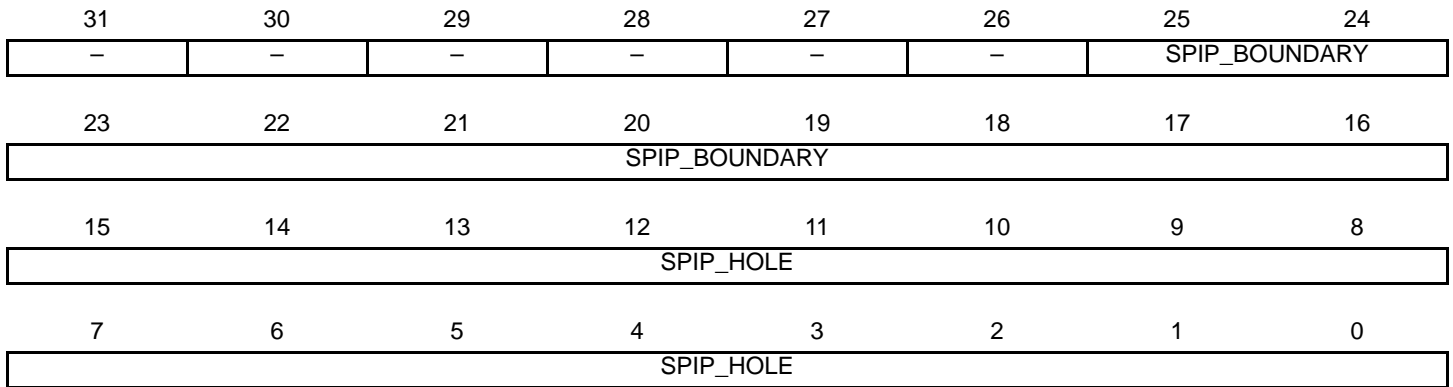 31 30 29 28 27 26 25 24
– – – – – – SPIP_BOUNDARY
23 22 21 20 19 18 17 16
SPIP_BOUNDARY
15 14 13 12 11 10 9 8
SPIP_HOLE
7 6 5 4 3 2 1 0
SPIP_HOLE